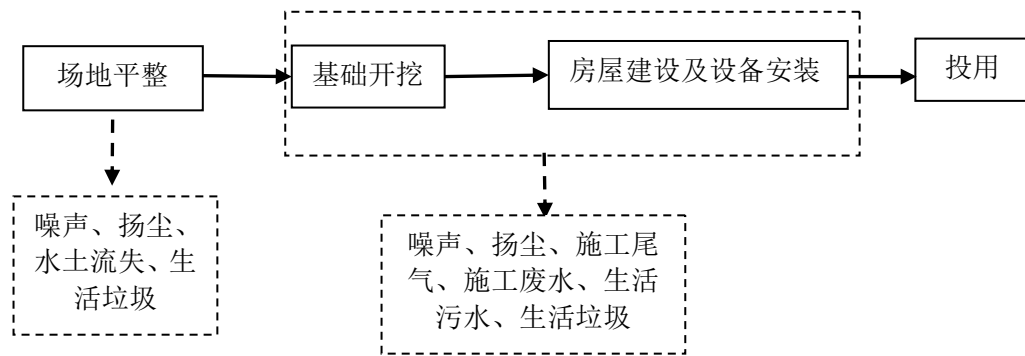 场地平整
基础开挖
房屋建设及设备安装
投用
噪声、扬尘、
水土流失、生
活垃圾
噪声、扬尘、施工尾
气、施工废水、生活
污水、生活垃圾